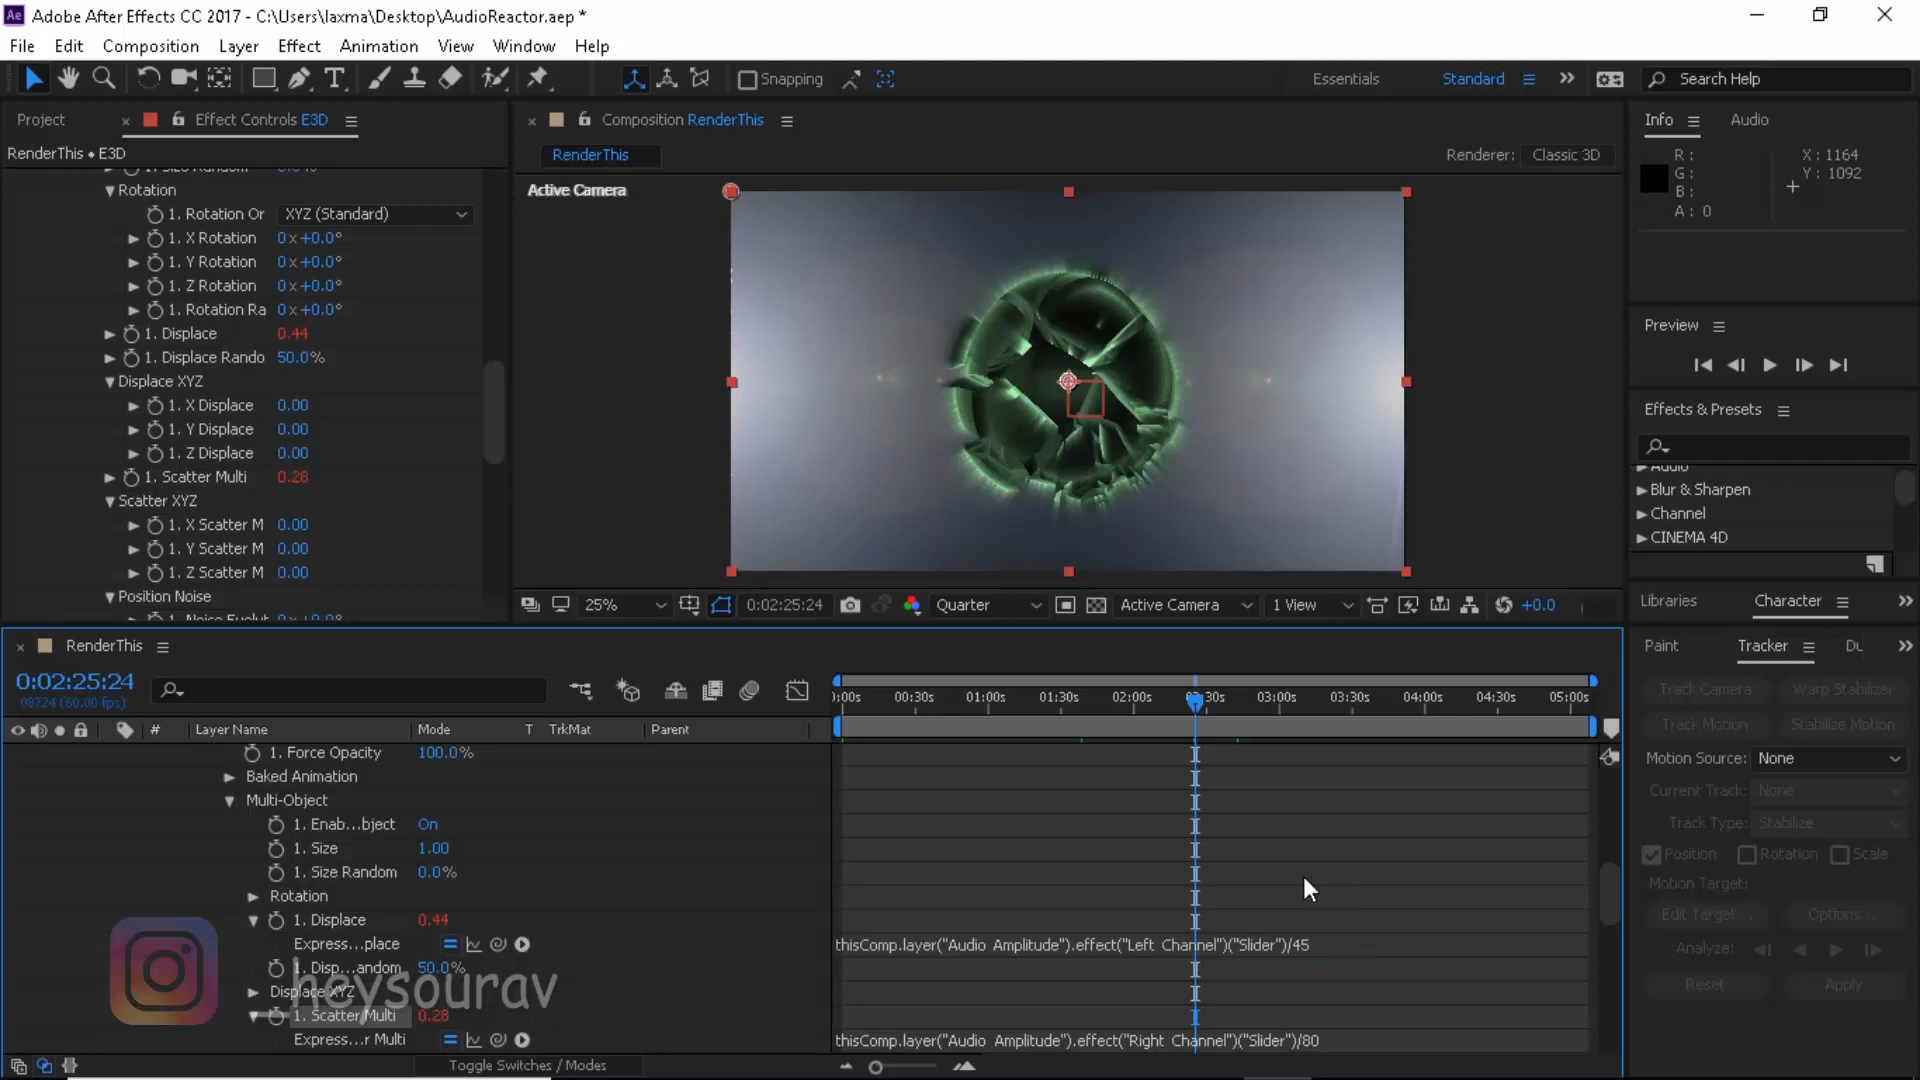 Ae Adobe After Effects CC 2017 - C:\Users\laxma\Desktop\AudioReactor.aep *
File Edit Composition Layer Effect Animation View Window Help
Snapping
Essentials Standard Search Help
Project Effect Controls E3D
RenderThis • E3D
Rotation
1. Rotation Or XYZ (Standard)
1. X Rotation 0x+0.0°
1. Y Rotation 0x+0.0°
1. Z Rotation 0x+0.0°
1. Rotation Ra 0x+0.0°
1. Displace 0.44
1. Displace Rando 50.0%
Displace XYZ
1. X Displace 0.00
1. Y Displace 0.00
1. Z Displace 0.00
1. Scatter Multi 0.28
Scatter XYZ
1. X Scatter M 0.00
1. Y Scatter M 0.00
1. Z Scatter M 0.00
Position Noise
Composition RenderThis
RenderThis
Renderer: Classic 3D
Active Camera
25% 0:02:25:24 Quarter Active Camera 1 View +0.0
Info Audio
R: X: 1164
G: Y: 1092
B:
A: 0
Preview
Effects & Presets
Audio
Blur & Sharpen
Channel
CINEMA 4D
Libraries Character
Paint Tracker Du
Track Camera Warp Stabilizer
Track Motion Stabilize Motion
Motion Source: None
Current Track: None
Track Type: Stabilize
Position Rotation Scale
Motion Target:
Edit Target... Options...
Analyze:
Reset Apply
RenderThis
0:02:25:24
08724 (60.00 fps)
# Layer Name Mode T TrkMat Parent
):00s 00:30s 01:00s 01:30s 02:00s 03:00s 03:30s 04:00s 04:30s 05:00s
1. Force Opacity 100.0%
Baked Animation
Multi-Object
1. Enab...bject On
1. Size 1.00
1. Size Random 0.0%
Rotation
1. Displace 0.44
Express...place thisComp.layer("Audio Amplitude").effect("Left Channel")("Slider")/45
1. Disp...andom 50.0%
Displace XYZ
heysourav
1. Scatter Multi 0.28
Express...r Multi thisComp.layer("Audio Amplitude").effect("Right Channel")("Slider")/80
Toggle Switches / Modes